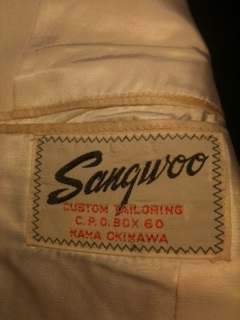 Sangwoo
CUSTOM TAILORING
C.P.O. BOX 60
NAHA OKINAWA